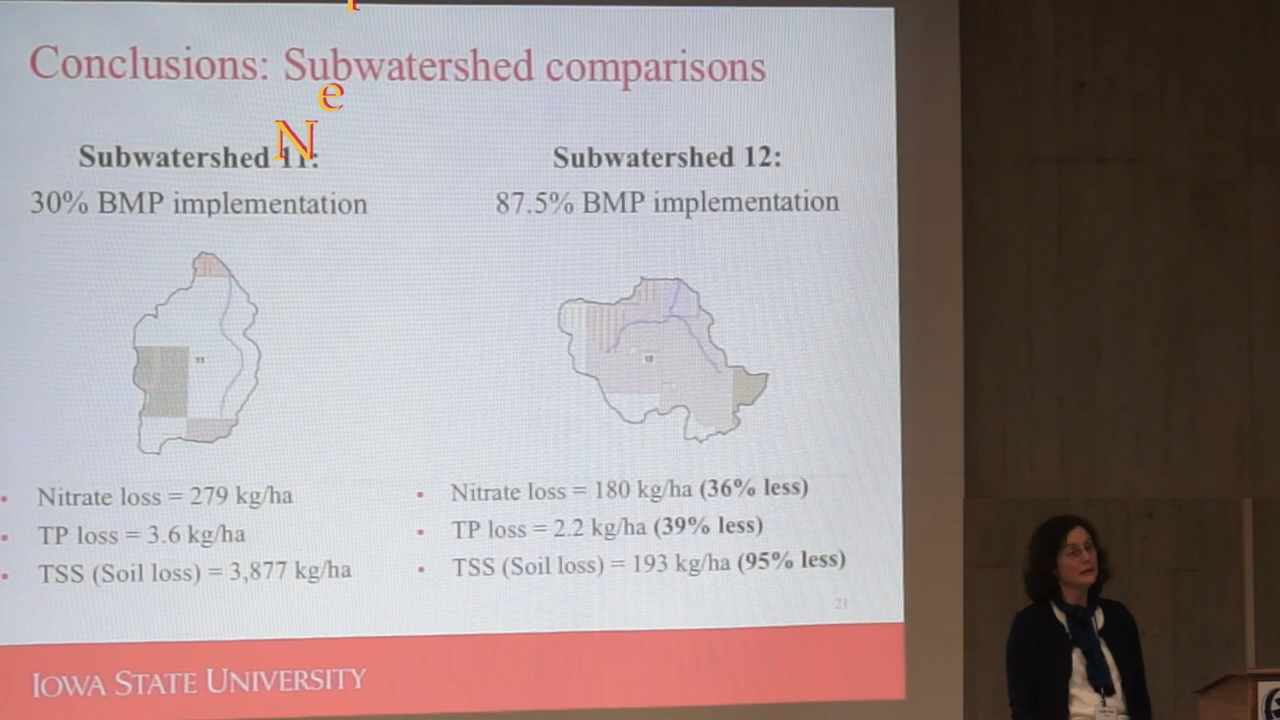 Conclusions: Subwatershed comparisons
e
N
Subwatershed 11:
30% BMP implementation
Nitrate loss = 279 kg/ha
TP loss = 3.6 kg/ha
TSS (Soil loss) = 3,877 kg/ha
Subwatershed 12:
87.5% BMP implementation
Nitrate loss = 180 kg/ha (36% less)
TP loss = 2.2 kg/ha (39% less)
TSS (Soil loss) = 193 kg/ha (95% less)
21
IOWA STATE UNIVERSITY